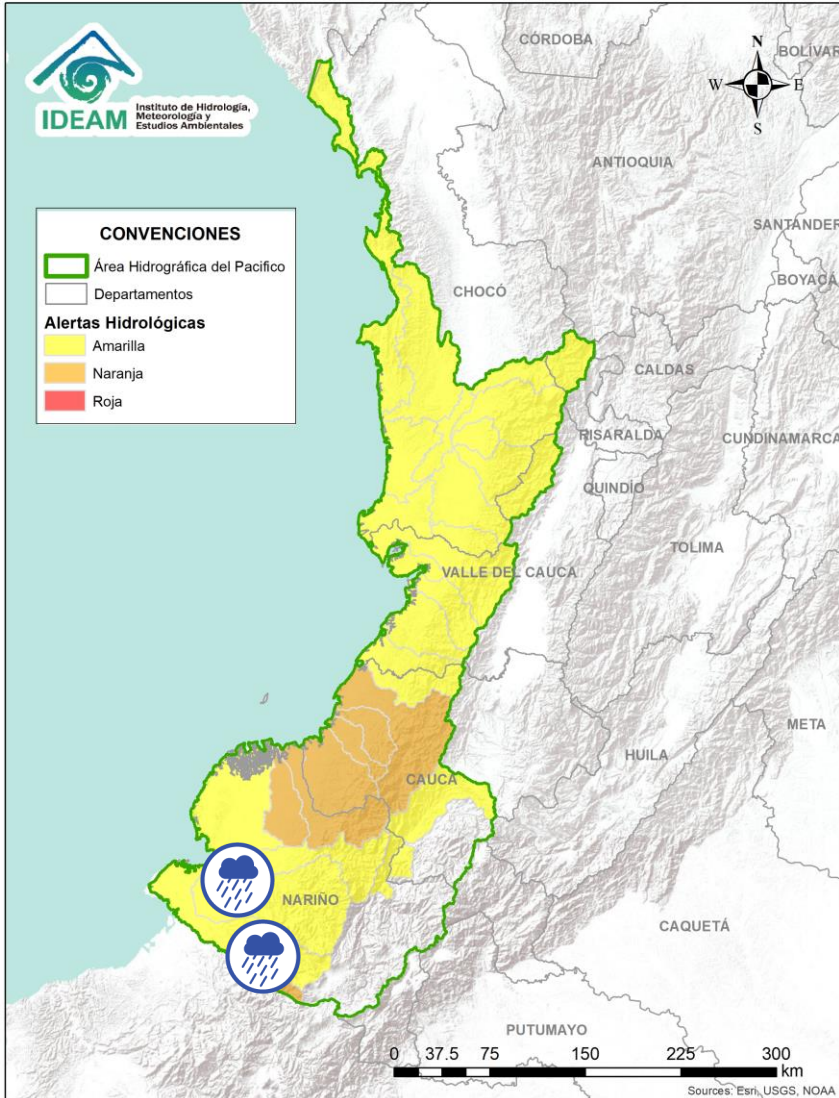 IDEAM
Instituto de Hidrología,
Meteorología y
Estudios Ambientales
CÓRDOBA
BOLÍVAR
N
W
E
S
ANTIOQUIA
SANTANDER
BOYACÁ
CONVENCIONES
Área Hidrográfica del Pacifico
Departamentos
Alertas Hidrológicas
Amarilla
Naranja
Roja
CHOCÓ
CALDAS
RISARALDA
CUNDINAMARCA
QUINDÍO
TOLIMA
VALLE DEL CAUCA
META
HUILA
CAUCA
NARIÑO
CAQUETÁ
PUTUMAYO
0 37.5 75 150 225 300
km
Sources: Esri, USGS, NOAA